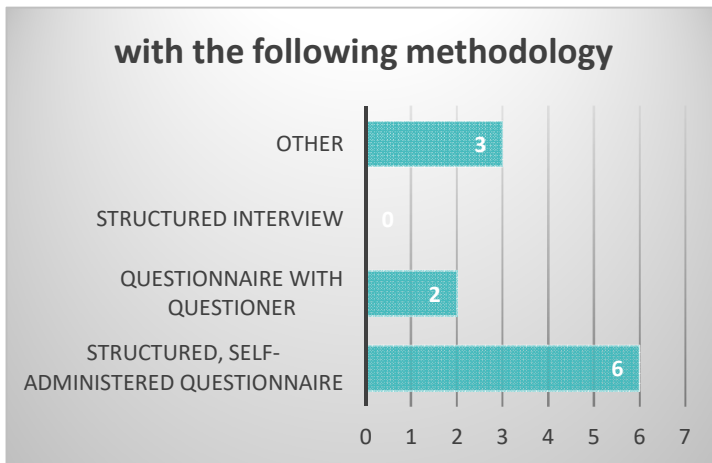 with the following methodology
OTHER
3
STRUCTURED INTERVIEW
0
QUESTIONNAIRE WITH
QUESTIONER
2
STRUCTURED, SELF-
ADMINISTERED QUESTIONNAIRE
6
0 1 2 3 4 5 6 7